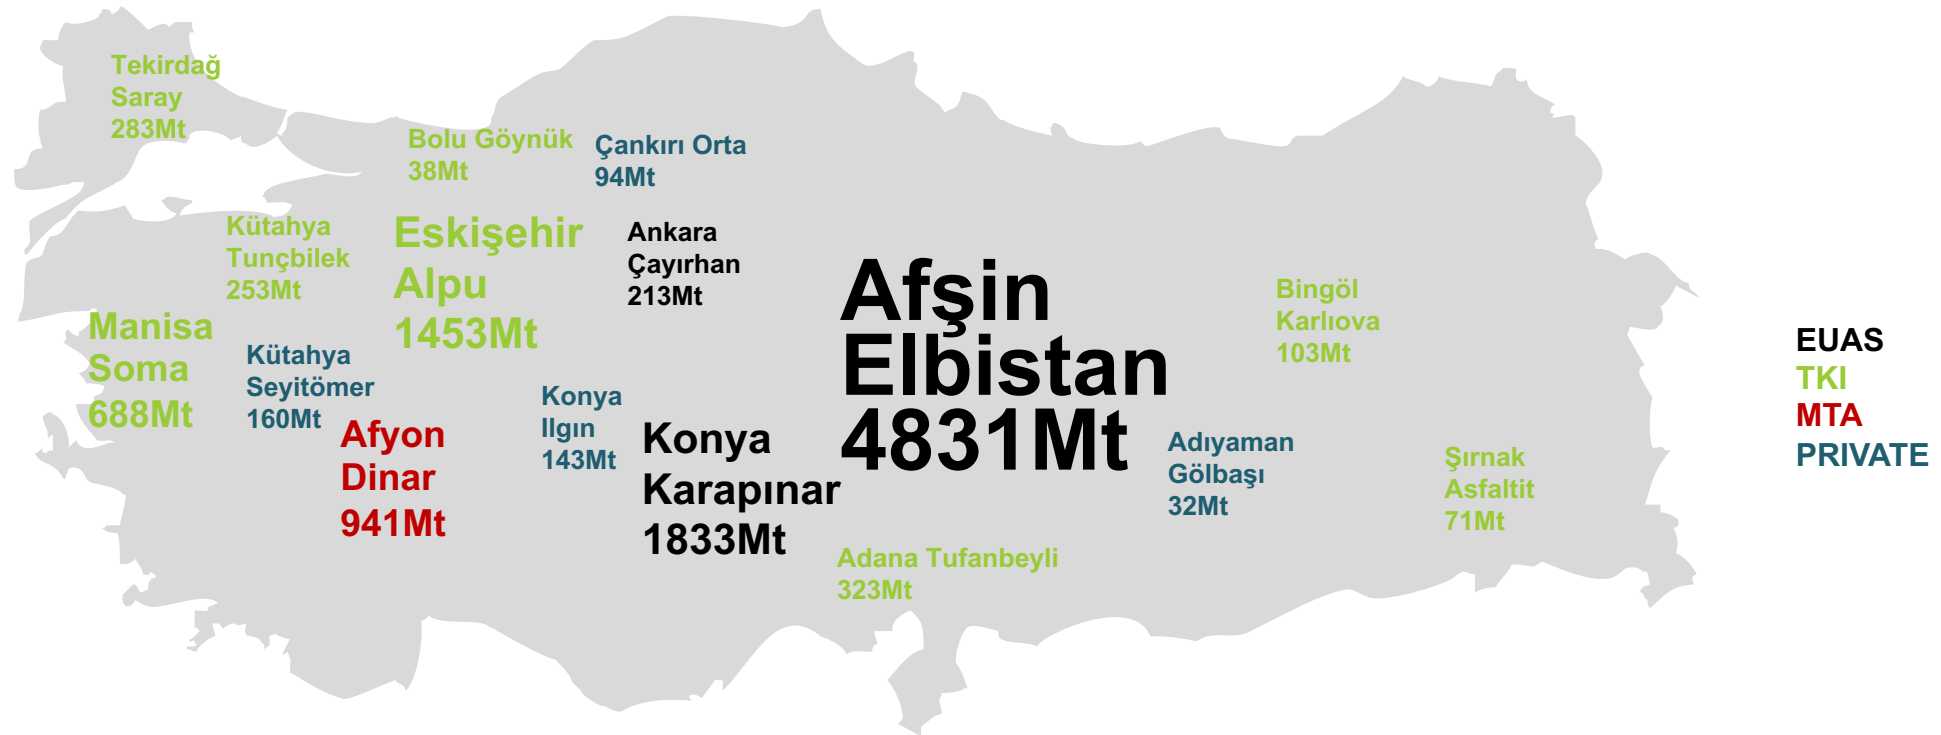 Tekirdağ
Saray
283Mt
Bolu Göynük
38Mt
Çankırı Orta
94Mt
Kütahya
Tunçbilek
253Mt
Eskişehir
Alpu
1453Mt
Ankara
Çayırhan
213Mt
Afşin
Elbistan
4831Mt
Bingöl
Karlıova
103Mt
Manisa
Soma
688Mt
Kütahya
Seyitömer
160Mt
Afyon
Dinar
941Mt
Konya
Ilgın
143Mt
Konya
Karapınar
1833Mt
Adıyaman
Gölbaşı
32Mt
Şırnak
Asfaltit
71Mt
Adana Tufanbeyli
323Mt
EUAS
TKI
MTA
PRIVATE